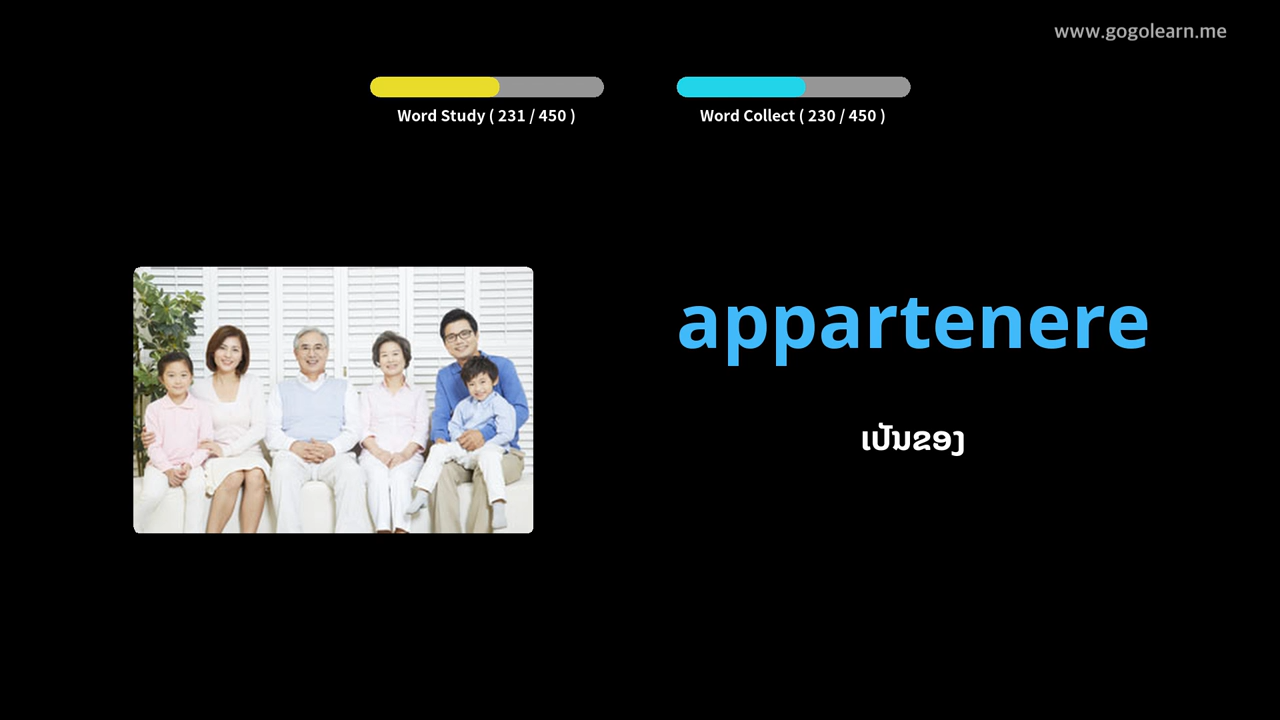 www.gogolearn.me
Word Study ( 231 / 450 )
Word Collect ( 230 / 450 )
appartenere
ເປັນຂອງ